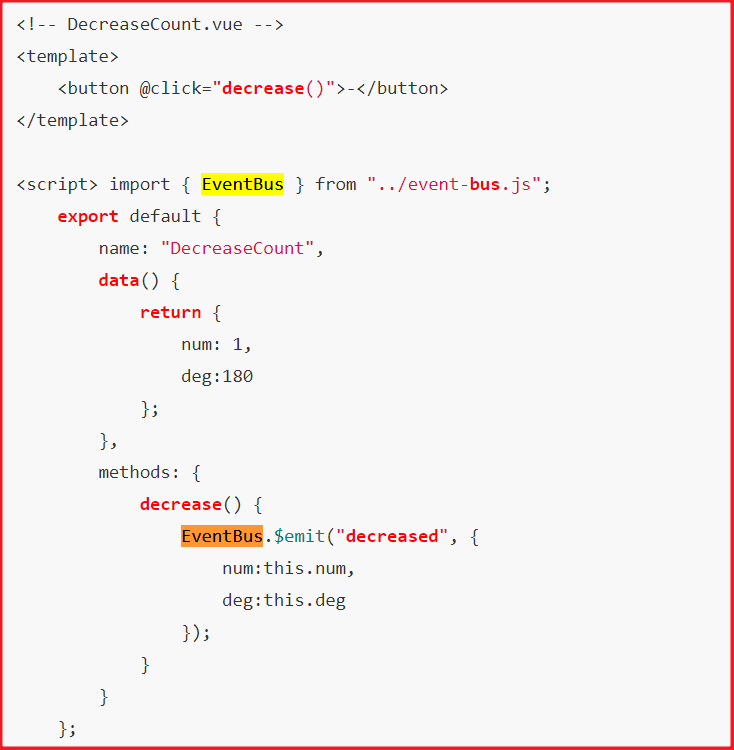 <!-- DecreaseCount.vue -->
<template>
    <button @click="decrease()">-</button>
</template>

<script> import { EventBus } from "../event-bus.js";
    export default {
        name: "DecreaseCount",
        data() {
            return {
                num: 1,
                deg:180
            };
        },
        methods: {
            decrease() {
                EventBus.$emit("decreased", {
                    num:this.num,
                    deg:this.deg
                });
            }
        }
    };